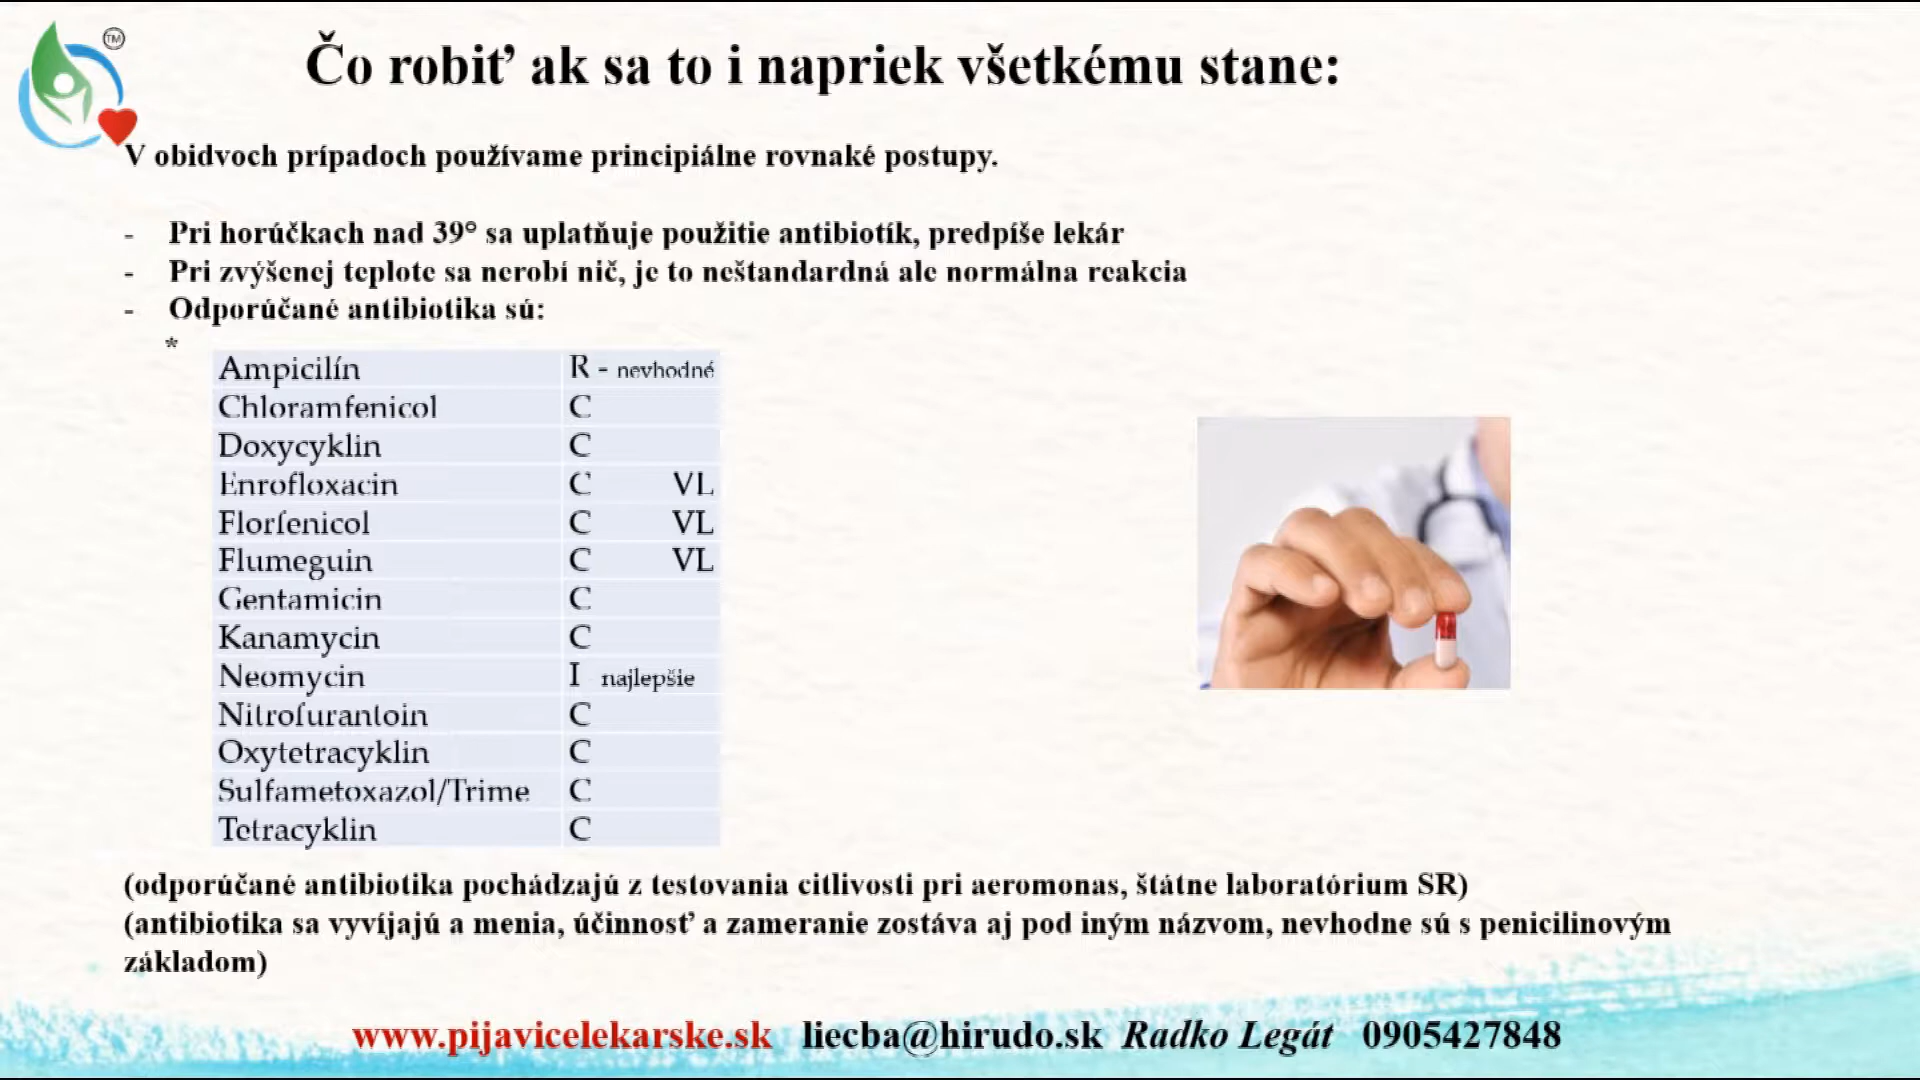 TM
Čo robiť ak sa to i napriek všetkému stane:
V obidvoch prípadoch používame principiálne rovnaké postupy.
- Pri horúčkach nad 39° sa uplatňuje použitie antibiotík, predpíše lekár
- Pri zvýšenej teplote sa nerobí nič, je to neštandardná ale normálna reakcia
- Odporúčané antibiotika sú:
*
Ampicilín R - nevhodné
Chloramfenicol C
Doxycyklin C
Enrofloxacin C VL
Florfenicol C VL
Flumeguin C VL
Gentamicin C
Kanamycin C
Neomycin I najlepšie
Nitrofurantoin C
Oxytetracyklin C
Sulfametoxazol/Trime C
Tetracyklin C
(odporúčané antibiotika pochádzajú z testovania citlivosti pri aeromonas, štátne laboratórium SR)
(antibiotika sa vyvíjajú a menia, účinnosť a zameranie zostáva aj pod iným názvom, nevhodne sú s penicilinovým
základom)
www.pijavicelekarske.sk liecba@hirudo.sk Radko Legát 0905427848